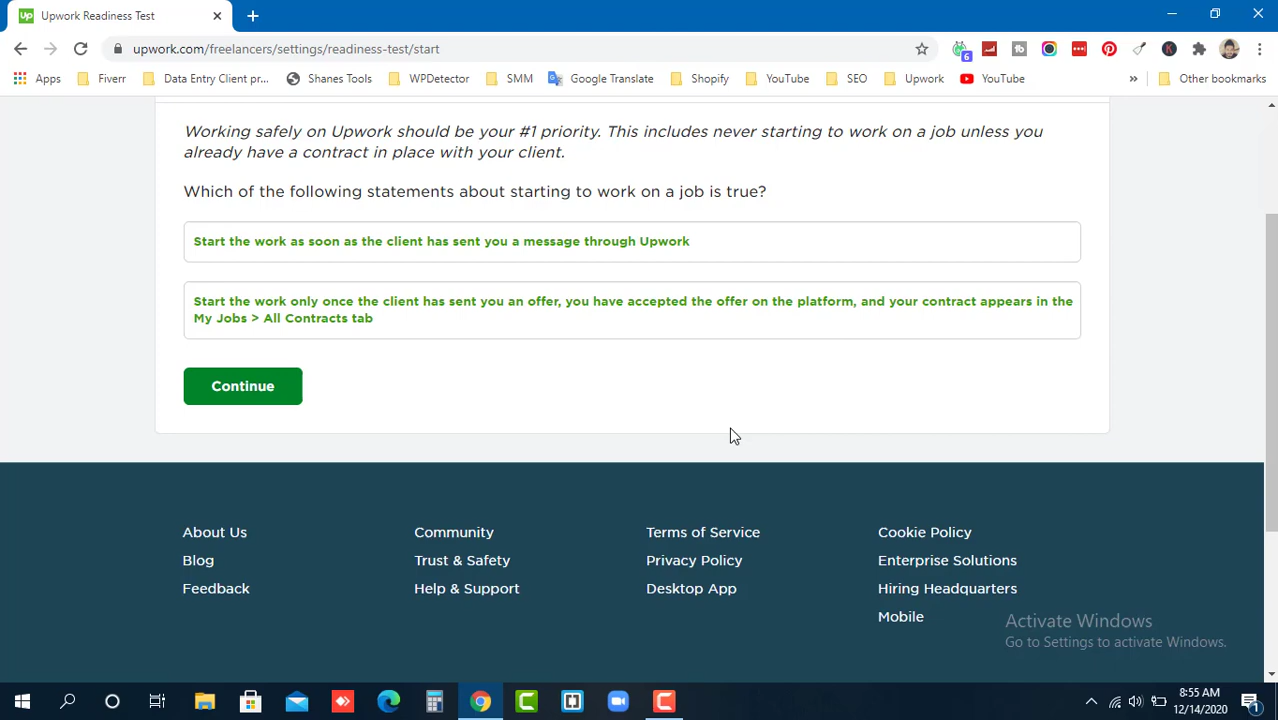 Up Upwork Readiness Test
upwork.com/freelancers/settings/readiness-test/start
6 K
Apps Fiverr Data Entry Client pr... Shanes Tools WPDetector SMM Google Translate Shopify YouTube SEO Upwork YouTube » Other bookmarks
Working safely on Upwork should be your #1 priority. This includes never starting to work on a job unless you
already have a contract in place with your client.
Which of the following statements about starting to work on a job is true?
Start the work as soon as the client has sent you a message through Upwork
Start the work only once the client has sent you an offer, you have accepted the offer on the platform, and your contract appears in the
My Jobs > All Contracts tab
Continue
About Us Community Terms of Service Cookie Policy
Blog Trust & Safety Privacy Policy Enterprise Solutions
Feedback Help & Support Desktop App Hiring Headquarters
Mobile
Activate Windows
Go to Settings to activate Windows.
8:55 AM
12/14/2020
1